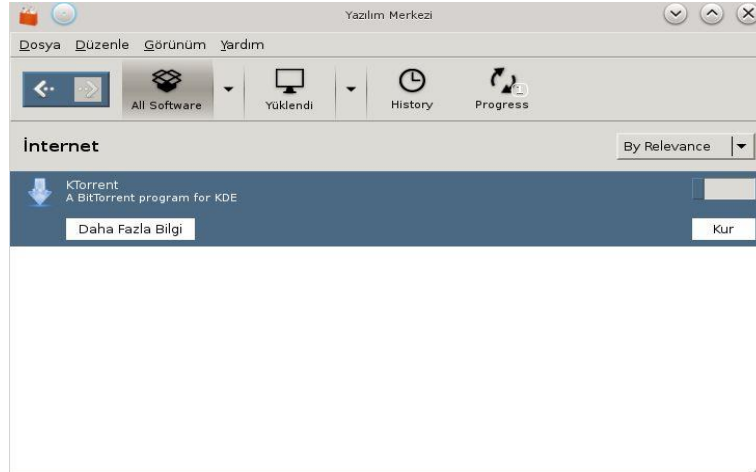 Yazılım Merkezi
Dosya Düzenle Görünüm Yardım
All Software Yüklendi History Progress
1
İnternet By Relevance
KTorrent
A BitTorrent program for KDE
Daha Fazla Bilgi Kur